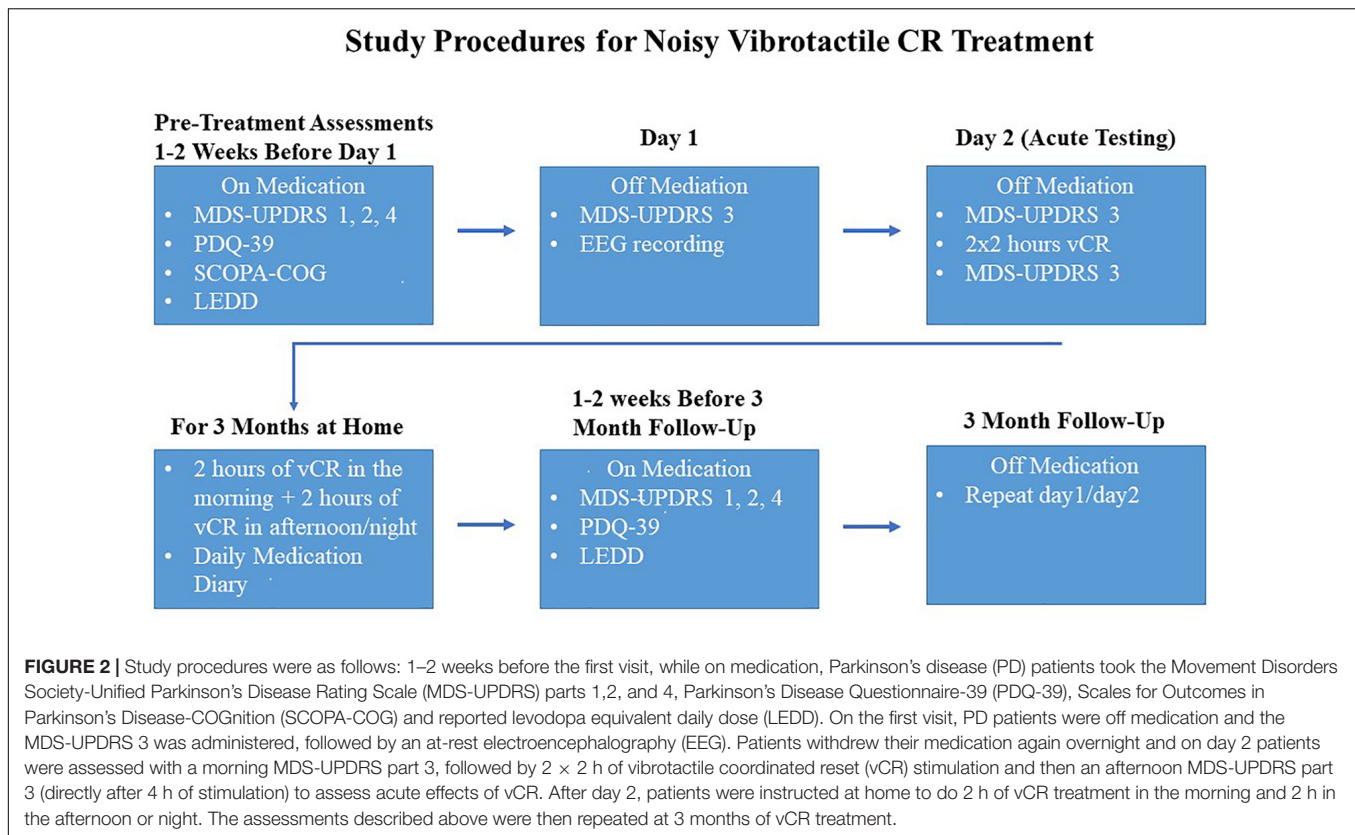 Study Procedures for Noisy Vibrotactile CR Treatment
Pre-Treatment Assessments
1-2 Weeks Before Day 1
On Medication
• MDS-UPDRS 1, 2, 4
• PDQ-39
• SCOPA-COG
• LEDD
Day 1
Off Mediation
• MDS-UPDRS 3
• EEG recording
Day 2 (Acute Testing)
Off Mediation
• MDS-UPDRS 3
• 2x2 hours vCR
• MDS-UPDRS 3
For 3 Months at Home
• 2 hours of vCR in the
morning + 2 hours of
vCR in afternoon/night
• Daily Medication
Diary
1-2 weeks Before 3
Month Follow-Up
On Medication
• MDS-UPDRS 1, 2, 4
• PDQ-39
• LEDD
3 Month Follow-Up
Off Medication
• Repeat day1/day2
FIGURE 2 | Study procedures were as follows: 1–2 weeks before the first visit, while on medication, Parkinson's disease (PD) patients took the Movement Disorders
Society-Unified Parkinson's Disease Rating Scale (MDS-UPDRS) parts 1,2, and 4, Parkinson's Disease Questionnaire-39 (PDQ-39), Scales for Outcomes in
Parkinson's Disease-COGnition (SCOPA-COG) and reported levodopa equivalent daily dose (LEDD). On the first visit, PD patients were off medication and the
MDS-UPDRS 3 was administered, followed by an at-rest electroencephalography (EEG). Patients withdrew their medication again overnight and on day 2 patients
were assessed with a morning MDS-UPDRS part 3, followed by 2 × 2 h of vibrotactile coordinated reset (vCR) stimulation and then an afternoon MDS-UPDRS part
3 (directly after 4 h of stimulation) to assess acute effects of vCR. After day 2, patients were instructed at home to do 2 h of vCR treatment in the morning and 2 h in
the afternoon or night. The assessments described above were then repeated at 3 months of vCR treatment.